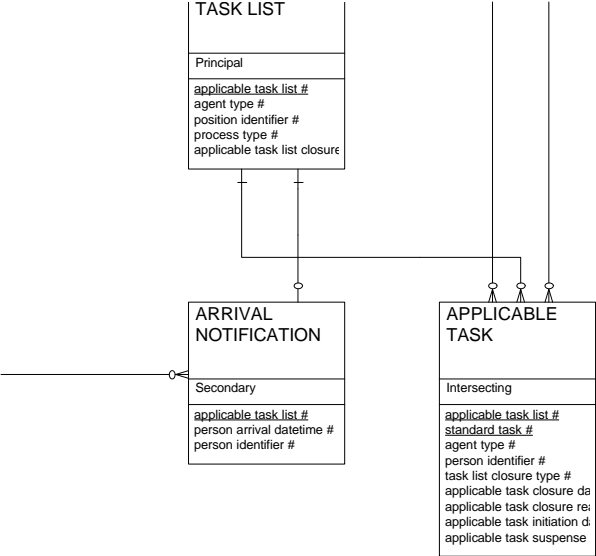 TASK LIST
Principal
applicable task list #
agent type #
position identifier #
process type #
applicable task list closure
ARRIVAL
NOTIFICATION
Secondary
applicable task list #
person arrival datetime #
person identifier #
APPLICABLE
TASK
Intersecting
applicable task list #
standard task #
agent type #
person identifier #
task list closure type #
applicable task closure da
applicable task closure rea
applicable task initiation da
applicable task suspense